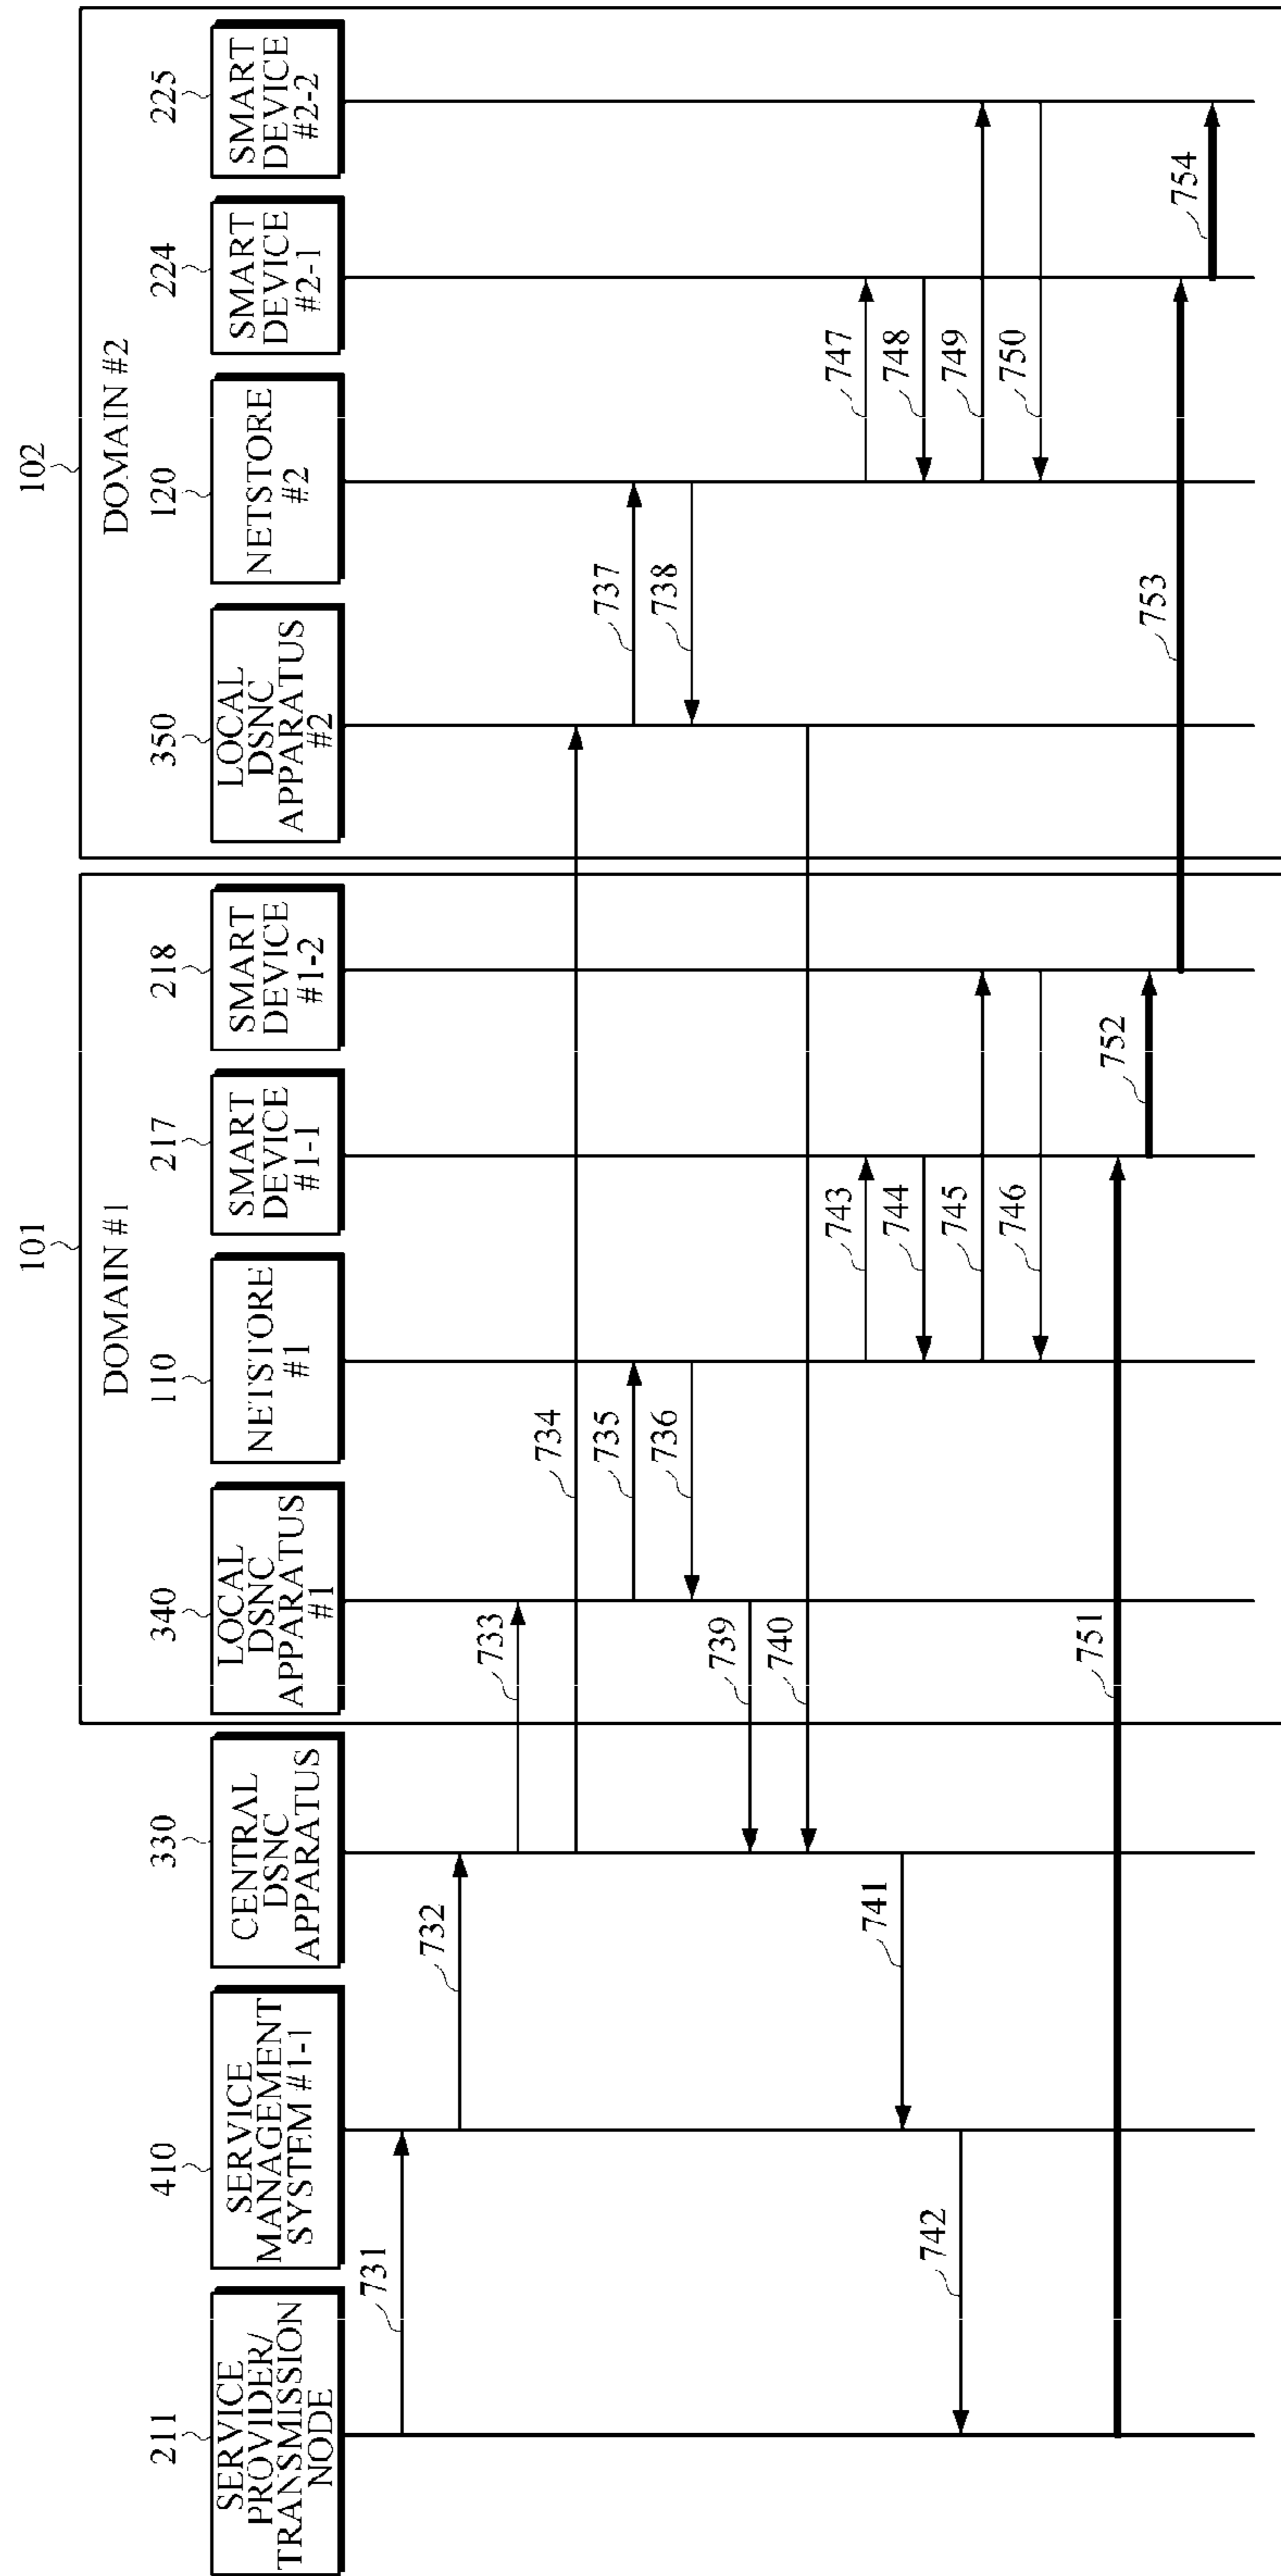 101
102
DOMAIN #1
DOMAIN #2
211
410
330
340
110
217
218
350
120
224
225
SERVICE
PROVIDER/
TRANSMISSION
NODE
SERVICE
MANAGEMENT
SYSTEM #1-1
CENTRAL
DSNC
APPARATUS
LOCAL
DSNC
APPARATUS
#1
NETSTORE
#1
SMART
DEVICE
#1-1
SMART
DEVICE
#1-2
LOCAL
DSNC
APPARATUS
#2
NETSTORE
#2
SMART
DEVICE
#2-1
SMART
DEVICE
#2-2
731
732
733
734
735
737
736
738
739
740
743
747
741
744
748
742
745
749
746
750
751
752
753
754